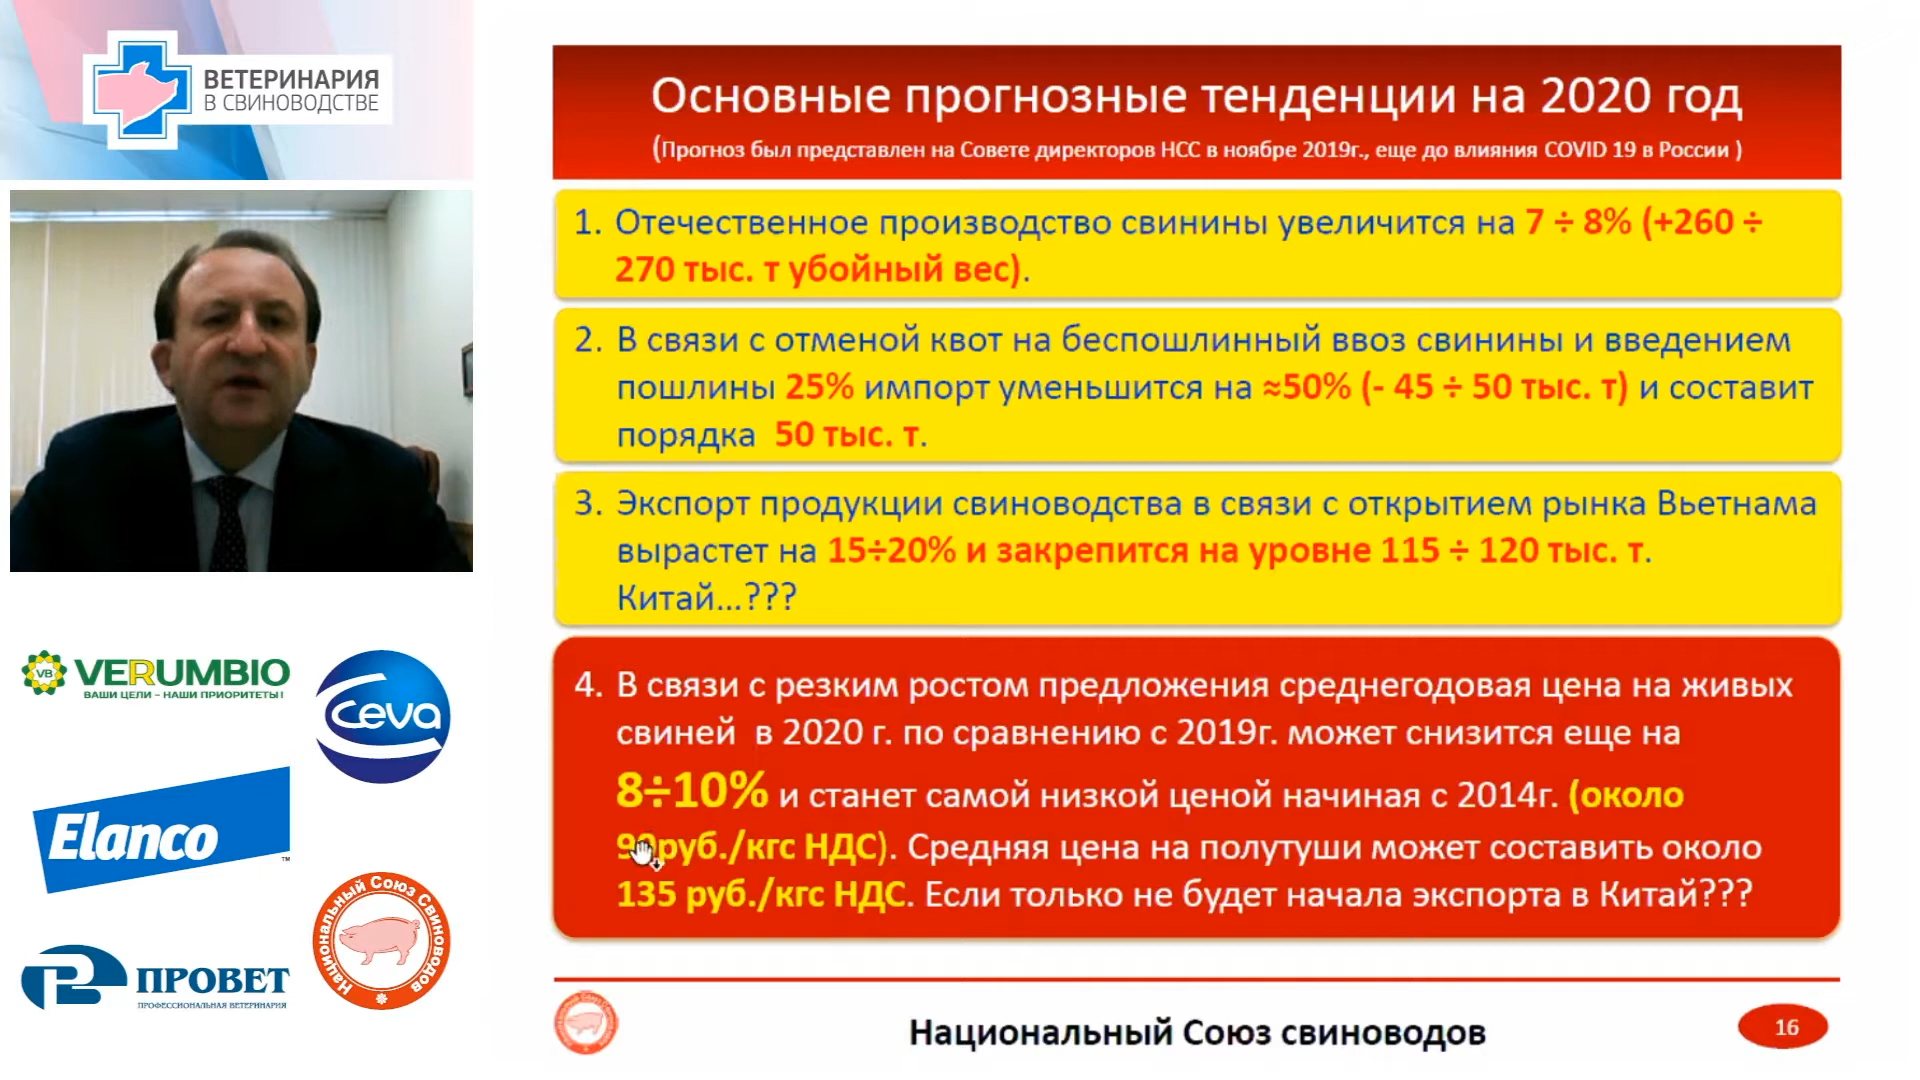 ВЕТЕРИНАРИЯ
В СВИНОВОДСТВЕ
Основные прогнозные тенденции на 2020 год
(Прогноз был представлен на Совете директоров НСС в ноябре 2019г., еще до влияния COVID 19 в России )
1. Отечественное производство свинины увеличится на 7 ÷ 8% (+260 ÷
270 тыс. т убойный вес).
2. В связи с отменой квот на беспошлинный ввоз свинины и введением
пошлины 25% импорт уменьшится на ≈50% (- 45 ÷ 50 тыс. т) и составит
порядка 50 тыс. т.
3. Экспорт продукции свиноводства в связи с открытием рынка Вьетнама
вырастет на 15÷20% и закрепится на уровне 115 ÷ 120 тыс. т.
Китай...???
4. В связи с резким ростом предложения среднегодовая цена на живых
свиней в 2020 г. по сравнению с 2019г. может снизится еще на
8÷10% и станет самой низкой ценой начиная с 2014г. (около
руб./кгс НДС). Средняя цена на полутуши может составить около
135 руб./кгс НДС. Если только не будет начала экспорта в Китай???
Национальный Союз свиноводов
16
VB VERUMBIO
ВАШИ ЦЕЛИ – НАШИ ПРИОРИТЕТЫ!
Ceva
Elanco
TM
Национальный Союз Свиноводов
ПРОВЕТ
ПРОФЕССИОНАЛЬНАЯ ВЕТЕРИНАРИЯ